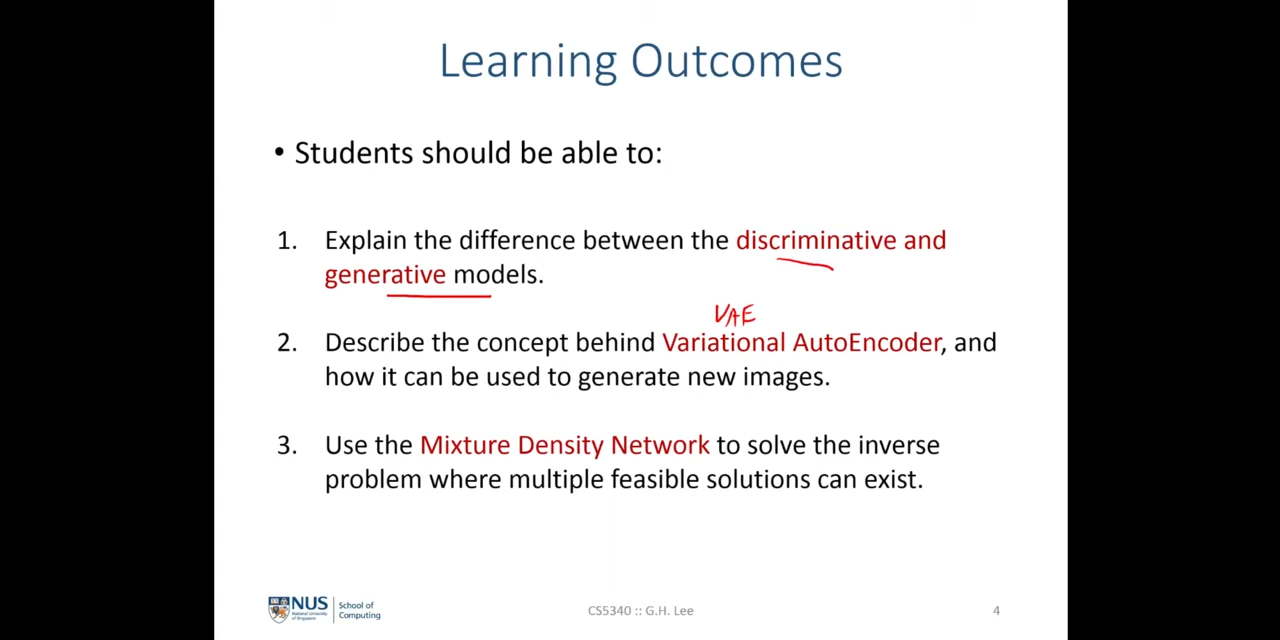 Learning Outcomes
• Students should be able to:
1. Explain the difference between the discriminative and
generative models.
VAE
2. Describe the concept behind Variational AutoEncoder, and
how it can be used to generate new images.
3. Use the Mixture Density Network to solve the inverse
problem where multiple feasible solutions can exist.
NUS
National University
of Singapore
School of
Computing
CS5340 :: G.H. Lee
4